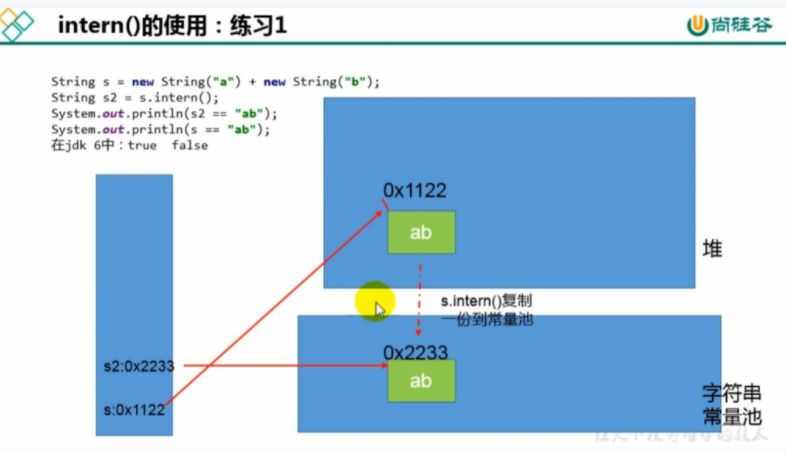 intern()的使用：练习1
尚硅谷
String s = new String("a") + new String("b");
String s2 = s.intern();
System.out.println(s2 == "ab");
System.out.println(s == "ab");
在jdk 6中：true false
0x1122
ab
堆
s.intern()复制
一份到常量池
s2:0x2233
s:0x1122
0x2233
ab
字符串
常量池